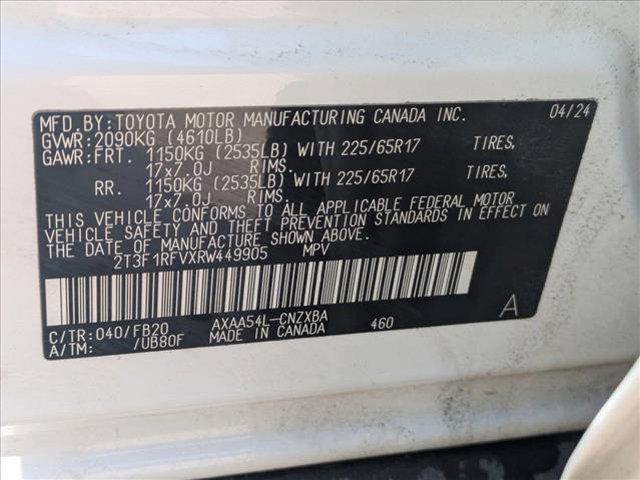 MFD.BY:TOYOTA MOTOR MANUFACTURING CANADA INC. 04/24
GVWR:2090KG (4610LB)
GAWR:FRT. 1150KG (2535LB) WITH 225/65R17 TIRES,
17x7.0J RIMS.
RR. 1150KG (2535LB) WITH 225/65R17 TIRES,
17x7.0J RIMS.
THIS VEHICLE CONFORMS TO ALL APPLICABLE FEDERAL MOTOR
VEHICLE SAFETY AND THEFT PREVENTION STANDARDS IN EFFECT ON
THE DATE OF MANUFACTURE SHOWN ABOVE.
2T3F1RFVXRW449905 MPV
C/TR:040/FB20 AXAA54L-CNZXBA 460 A
A/TM: /UB80F MADE IN CANADA